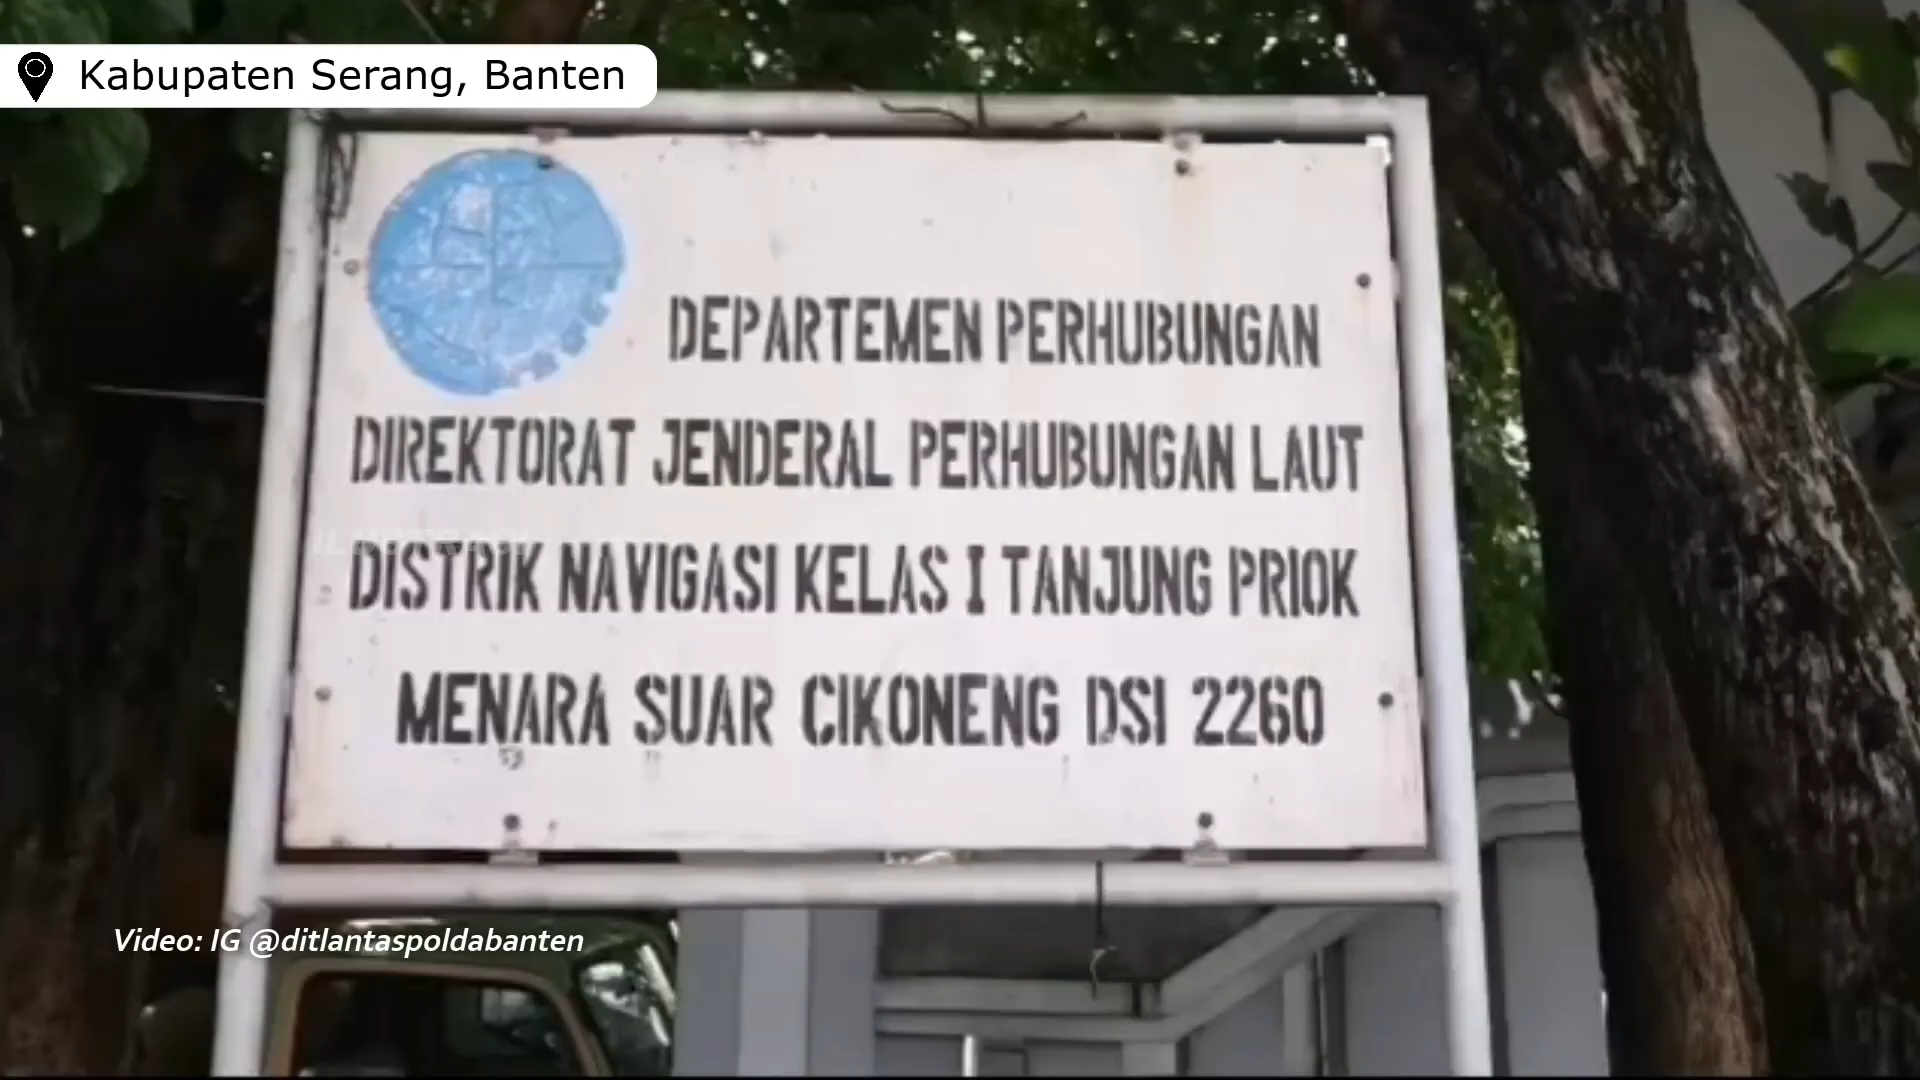 Kabupaten Serang, Banten
DEPARTEMEN PERHUBUNGAN
DIREKTORAT JENDERAL PERHUBUNGAN LAUT
DISTRIK NAVIGASI KELAS I TANJUNG PRIOK
MENARA SUAR CIKONENG DSI 2260
Video: IG @ditlantaspoldabanten